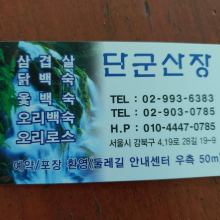 삼겹살
닭백숙
옻백숙
오리백숙
오리로스
단군산장
TEL : 02-993-6383
TEL : 02-903-0785
H.P : 010-4447-0785
서울시 강북구 4,19로 28길 19-9
예약/포장 환영/둘레길 안내센터 우측 50m